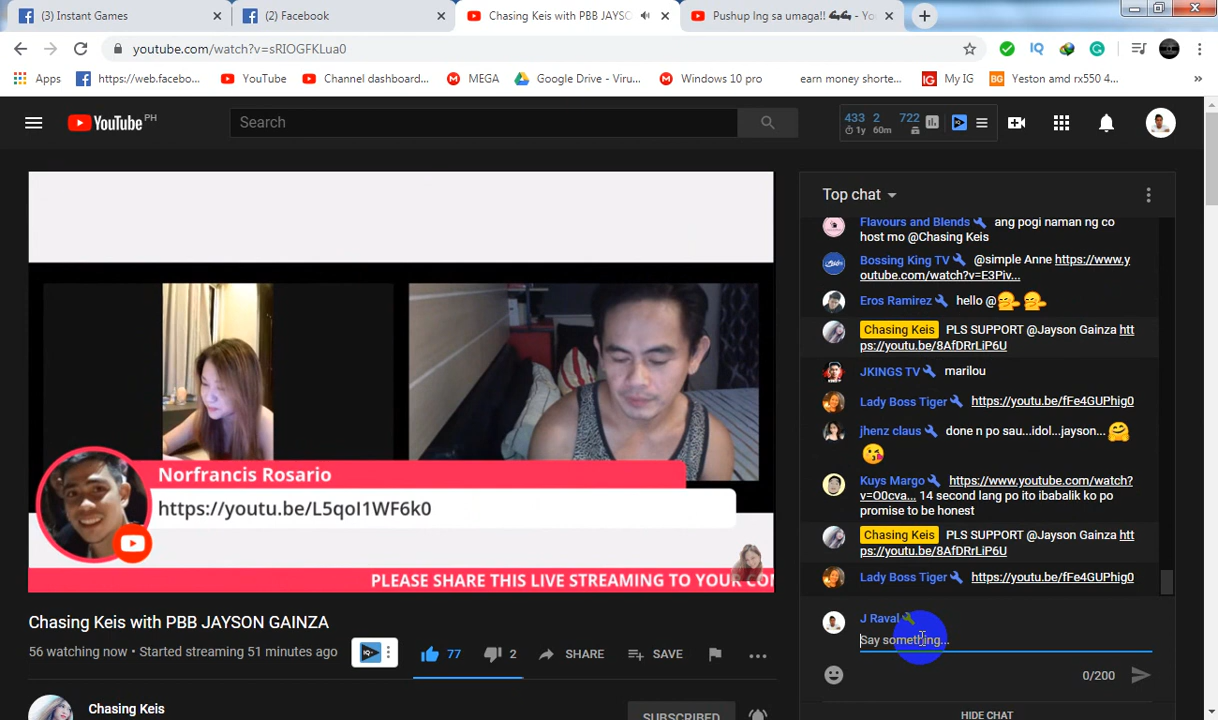 (3) Instant Games
(2) Facebook
Chasing Keis with PBB JAYSO
Pushup lng sa umaga!! - Yo
youtube.com/watch?v=sRIOGFKLua0
Apps
https://web.facebo...
YouTube
Channel dashboard...
MEGA
Google Drive - Viru...
Windows 10 pro
earn money shorte...
My IG
Yeston amd rx550 4...
YouTube PH
Search
433 2 722
1y 60m
Top chat
Flavours and Blends ang pogi naman ng co
host mo @Chasing Keis
Bossing King TV @simple Anne https://www.y
outube.com/watch?v=E3Piv...
Eros Ramirez hello @
Chasing Keis PLS SUPPORT @Jayson Gainza htt
ps://youtu.be/8AfDRrLiP6U
JKINGS TV marilou
Lady Boss Tiger https://youtu.be/fFe4GUPhig0
jhenz claus done n po sau...idol...jayson...
Kuys Margo https://www.youtube.com/watch?
v=O0cva... 14 second lang po ito ibabalik ko po
promise to be honest
Chasing Keis PLS SUPPORT @Jayson Gainza htt
ps://youtu.be/8AfDRrLiP6U
Lady Boss Tiger https://youtu.be/fFe4GUPhig0
J Raval
Say something...
0/200
HIDE CHAT
Norfrancis Rosario
https://youtu.be/L5qoI1WF6k0
PLEASE SHARE THIS LIVE STREAMING TO YOUR CO
Chasing Keis with PBB JAYSON GAINZA
56 watching now • Started streaming 51 minutes ago
77
2
SHARE
SAVE
Chasing Keis
SUBSCRIBED